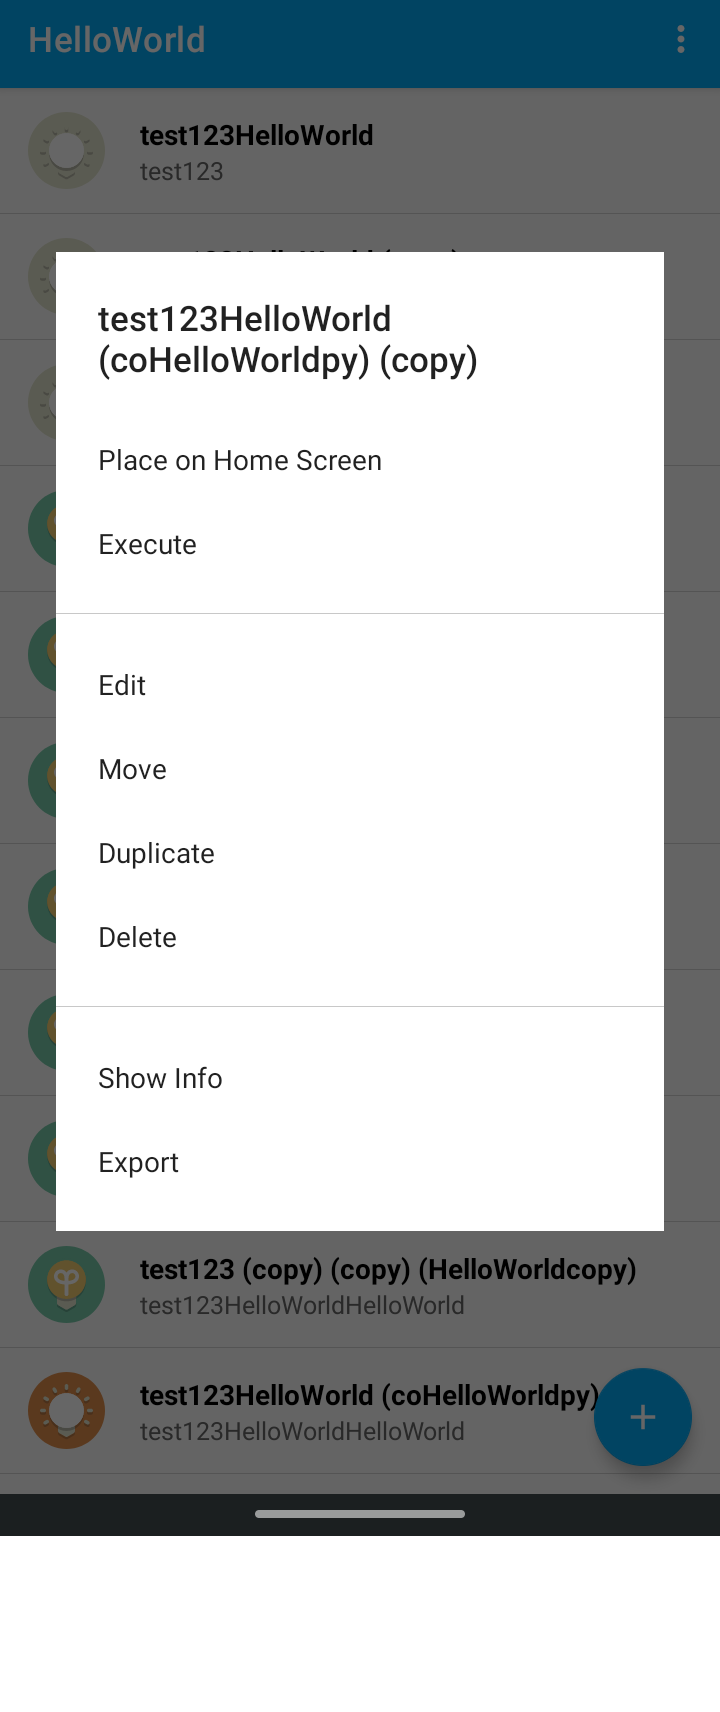 HelloWorld
test123HelloWorld
test123
test123HelloWorld
(coHelloWorldpy) (copy)
Place on Home Screen
Execute
Edit
Move
Duplicate
Delete
Show Info
Export
test123 (copy) (copy) (HelloWorldcopy)
test123HelloWorldHelloWorld
test123HelloWorld (coHelloWorldpy)
test123HelloWorldHelloWorld